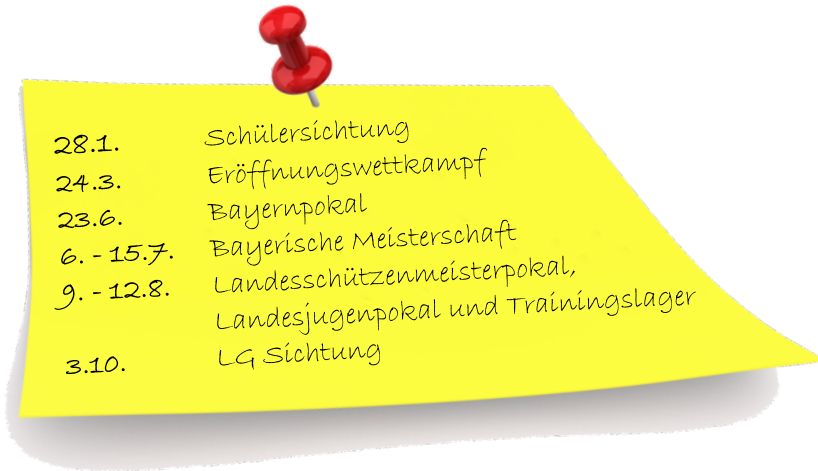 28.1. Schülersichtung
24.3. Eröffnungswettkampf
23.6. Bayernpokal
6. - 15.7. Bayerische Meisterschaft
9. - 12.8. Landesschützenmeisterpokal,
Landesjugenpokal und Trainingslager
3.10. LG Sichtung